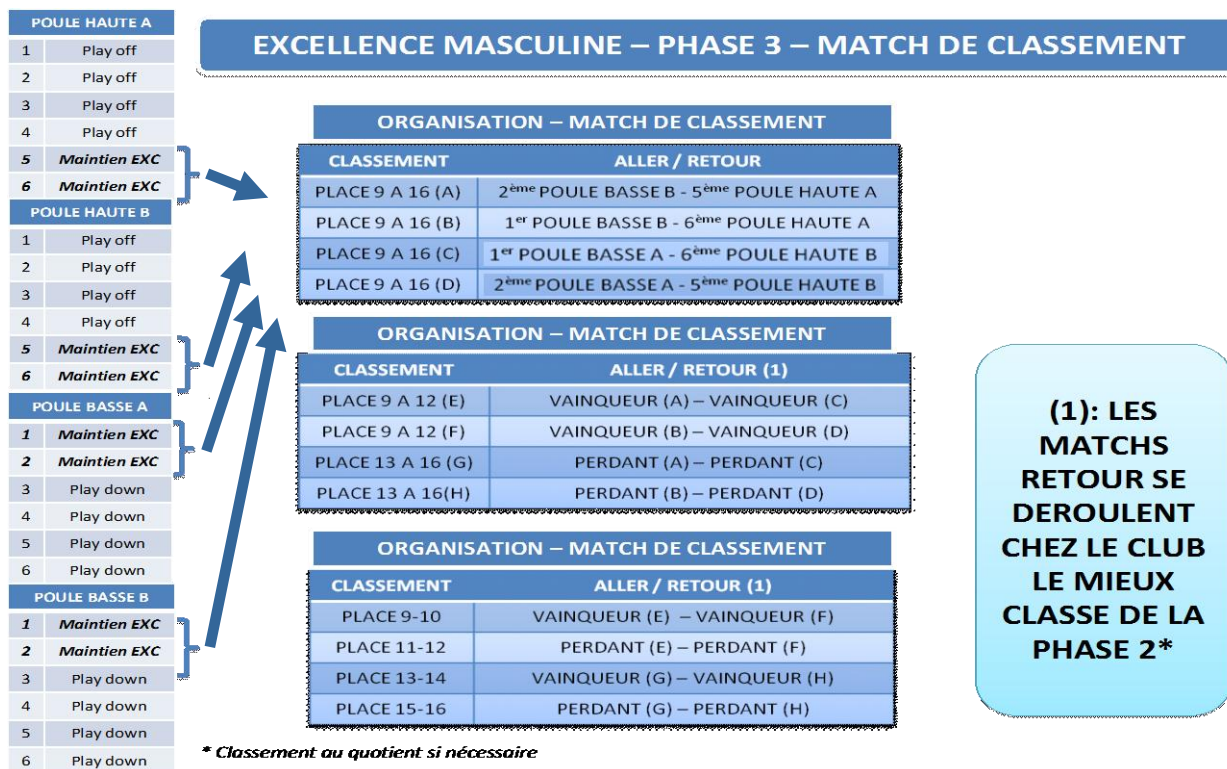 POULE HAUTE A
1 Play off
2 Play off
3 Play off
4 Play off
5 Maintien EXC
6 Maintien EXC
POULE HAUTE B
1 Play off
2 Play off
3 Play off
4 Play off
5 Maintien EXC
6 Maintien EXC
POULE BASSE A
1 Maintien EXC
2 Maintien EXC
3 Play down
4 Play down
5 Play down
6 Play down
POULE BASSE B
1 Maintien EXC
2 Maintien EXC
3 Play down
4 Play down
5 Play down
6 Play down
EXCELLENCE MASCULINE – PHASE 3 – MATCH DE CLASSEMENT
ORGANISATION – MATCH DE CLASSEMENT
CLASSEMENT ALLER / RETOUR
PLACE 9 A 16 (A) 2ème POULE BASSE B - 5ème POULE HAUTE A
PLACE 9 A 16 (B) 1er POULE BASSE B - 6ème POULE HAUTE A
PLACE 9 A 16 (C) 1er POULE BASSE A - 6ème POULE HAUTE B
PLACE 9 A 16 (D) 2ème POULE BASSE A - 5ème POULE HAUTE B
ORGANISATION – MATCH DE CLASSEMENT
CLASSEMENT ALLER / RETOUR (1)
PLACE 9 A 12 (E) VAINQUEUR (A) – VAINQUEUR (C)
PLACE 9 A 12 (F) VAINQUEUR (B) – VAINQUEUR (D)
PLACE 13 A 16 (G) PERDANT (A) – PERDANT (C)
PLACE 13 A 16(H) PERDANT (B) – PERDANT (D)
ORGANISATION – MATCH DE CLASSEMENT
CLASSEMENT ALLER / RETOUR (1)
PLACE 9-10 VAINQUEUR (E) – VAINQUEUR (F)
PLACE 11-12 PERDANT (E) – PERDANT (F)
PLACE 13-14 VAINQUEUR (G) – VAINQUEUR (H)
PLACE 15-16 PERDANT (G) – PERDANT (H)
* Classement au quotient si nécessaire
(1): LES
MATCHS
RETOUR SE
DEROULENT
CHEZ LE CLUB
LE MIEUX
CLASSE DE LA
PHASE 2*